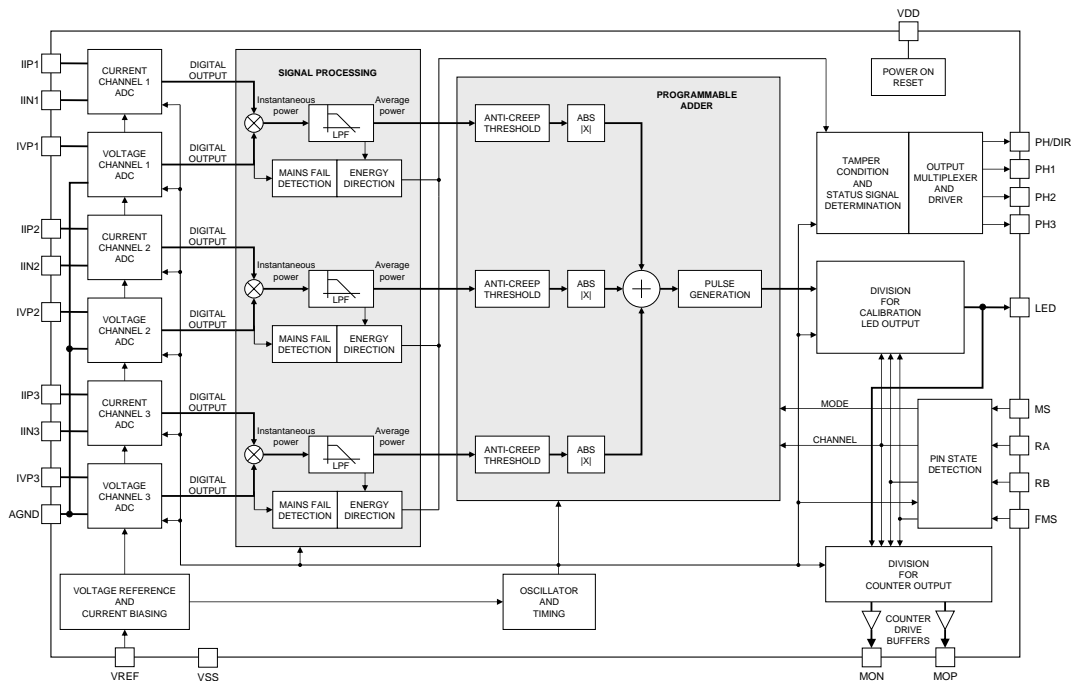 VDD
IIP1
IIN1
CURRENT
CHANNEL 1
ADC
DIGITAL
OUTPUT
SIGNAL PROCESSING
Instantaneous
power
LPF
Average
power
PROGRAMMABLE
ADDER
ANTI-CREEP
THRESHOLD
ABS
|X|
POWER ON
RESET
IVP1
VOLTAGE
CHANNEL 1
ADC
DIGITAL
OUTPUT
MAINS FAIL
DETECTION
ENERGY
DIRECTION
TAMPER
CONDITION
AND
STATUS SIGNAL
DETERMINATION
OUTPUT
MULTIPLEXER
AND
DRIVER
PH/DIR
PH1
PH2
PH3
IIP2
IIN2
CURRENT
CHANNEL 2
ADC
DIGITAL
OUTPUT
Instantaneous
power
LPF
Average
power
ANTI-CREEP
THRESHOLD
ABS
|X|
PULSE
GENERATION
DIVISION
FOR
CALIBRATION
LED OUTPUT
LED
IVP2
VOLTAGE
CHANNEL 2
ADC
DIGITAL
OUTPUT
MAINS FAIL
DETECTION
ENERGY
DIRECTION
IIP3
IIN3
CURRENT
CHANNEL 3
ADC
DIGITAL
OUTPUT
Instantaneous
power
LPF
Average
power
ANTI-CREEP
THRESHOLD
ABS
|X|
MODE
CHANNEL
PIN STATE
DETECTION
MS
RA
RB
FMS
IVP3
AGND
VOLTAGE
CHANNEL 3
ADC
DIGITAL
OUTPUT
MAINS FAIL
DETECTION
ENERGY
DIRECTION
VOLTAGE REFERENCE
AND
CURRENT BIASING
OSCILLATOR
AND
TIMING
DIVISION
FOR
COUNTER OUTPUT
COUNTER
DRIVE
BUFFERS
VREF
VSS
MON
MOP